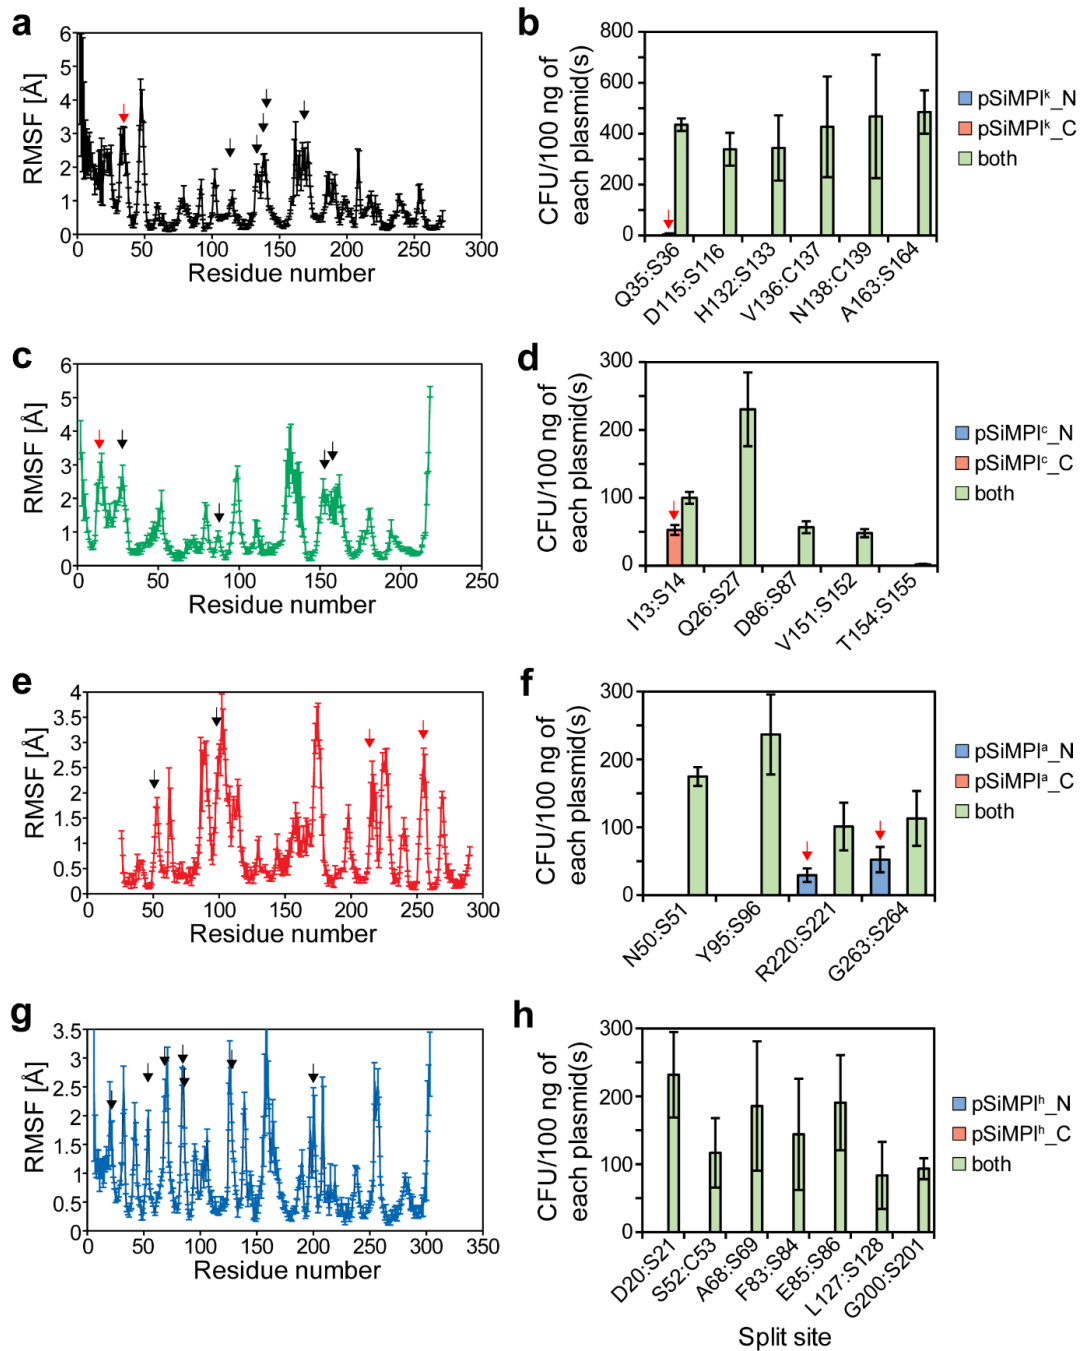 a
RMSF [Å]
6
5
4
3
2
1
0
0 50 100 150 200 250 300
Residue number
b
CFU/100 ng of
each plasmid(s)
800
600
400
200
0
Q35:S36
D115:S116
H132:S133
V136:C137
N138:C139
A163:S164
pSiMPIᵏ_N
pSiMPIᵏ_C
both
c
RMSF [Å]
6
5
4
3
2
1
0
0 50 100 150 200 250
Residue number
d
CFU/100 ng of
each plasmid(s)
300
200
100
0
I13:S14
Q26:S27
D86:S87
V151:S152
T154:S155
pSiMPIᶜ_N
pSiMPIᶜ_C
both
e
RMSF [Å]
4
3.5
3
2.5
2
1.5
1
0.5
0
0 50 100 150 200 250 300
Residue number
f
CFU/100 ng of
each plasmid(s)
300
200
100
0
N50:S51
Y95:S96
R220:S221
G263:S264
pSiMPIᵃ_N
pSiMPIᵃ_C
both
g
RMSF [Å]
3.5
3
2.5
2
1.5
1
0.5
0
0 50 100 150 200 250 300 350
Residue number
h
CFU/100 ng of
each plasmid(s)
300
200
100
0
D20:S21
S52:C53
A68:S69
F83:S84
E85:S86
L127:S128
G200:S201
Split site
pSiMPIʰ_N
pSiMPIʰ_C
both